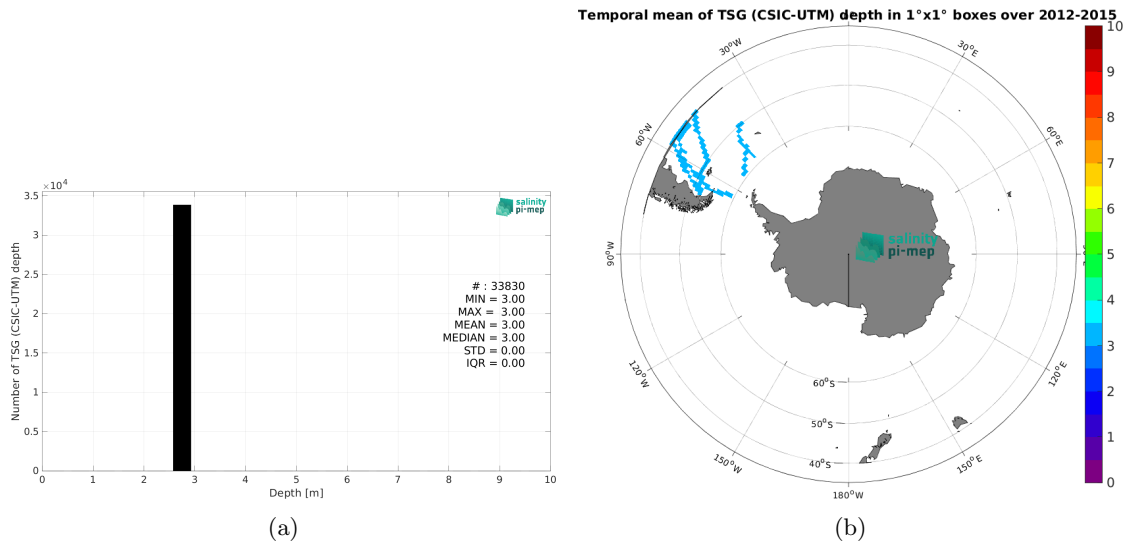 ×10⁴
3.5
3
2.5
2
1.5
1
0.5
0
Number of TSG (CSIC-UTM) depth
salinity
pi-mep
# : 33830
MIN = 3.00
MAX = 3.00
MEAN = 3.00
MEDIAN = 3.00
STD = 0.00
IQR = 0.00
0 1 2 3 4 5 6 7 8 9 10
Depth [m]
(a)
Temporal mean of TSG (CSIC-UTM) depth in 1°x1° boxes over 2012-2015
30°W
30°E
60°W
60°E
90°W
120°W
120°E
150°W
150°E
180°W
60°S
50°S
40°S
salinity
pi-mep
10
9
8
7
6
5
4
3
2
1
0
(b)